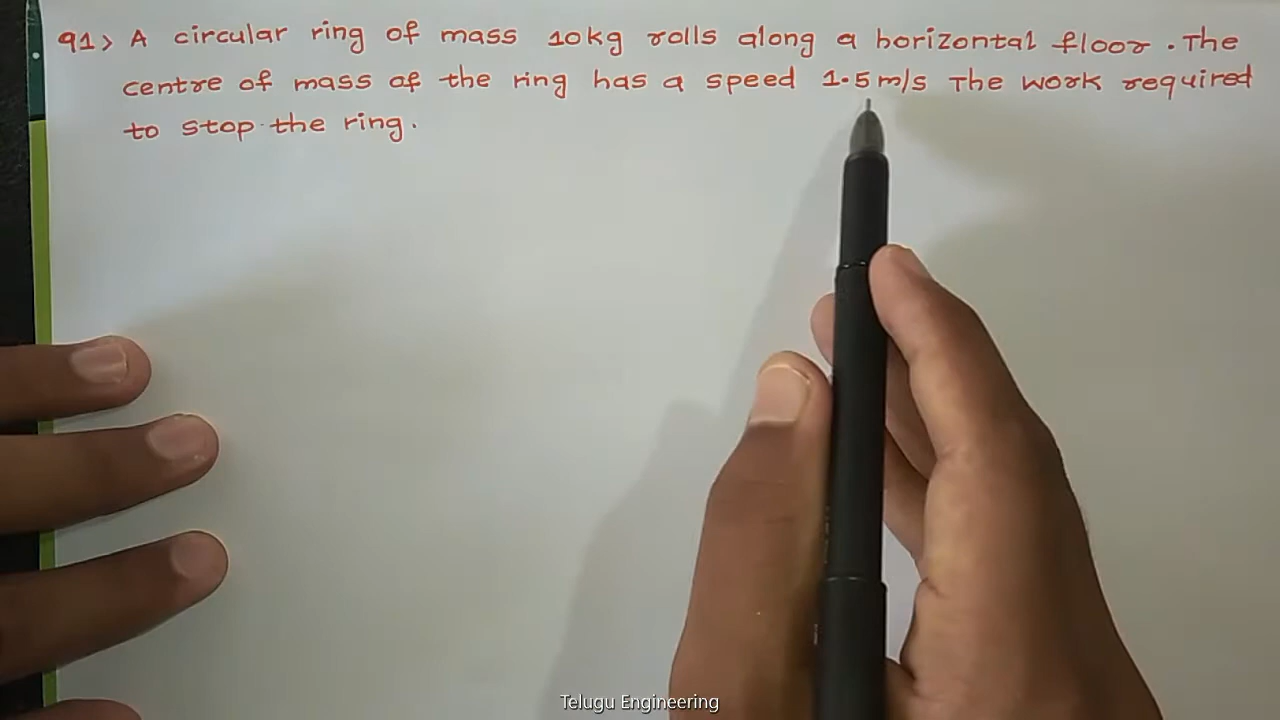 Q1> A circular ring of mass 10kg rolls along a horizontal floor. The
centre of mass of the ring has a speed 1.5m/s The work required
to stop the ring.
Telugu Engineering